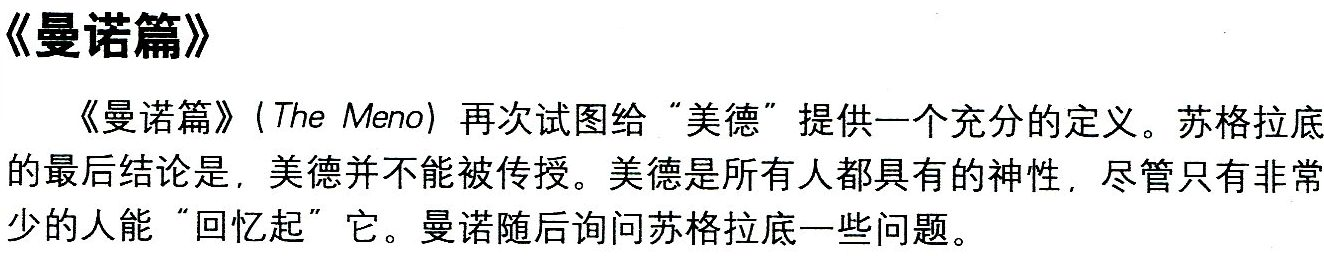 《曼诺篇》
《曼诺篇》(The Meno) 再次试图给“美德”提供一个充分的定义。苏格拉底
的最后结论是，美德并不能被传授。美德是所有人都具有的神性，尽管只有非常
少的人能“回忆起”它。曼诺随后询问苏格拉底一些问题。